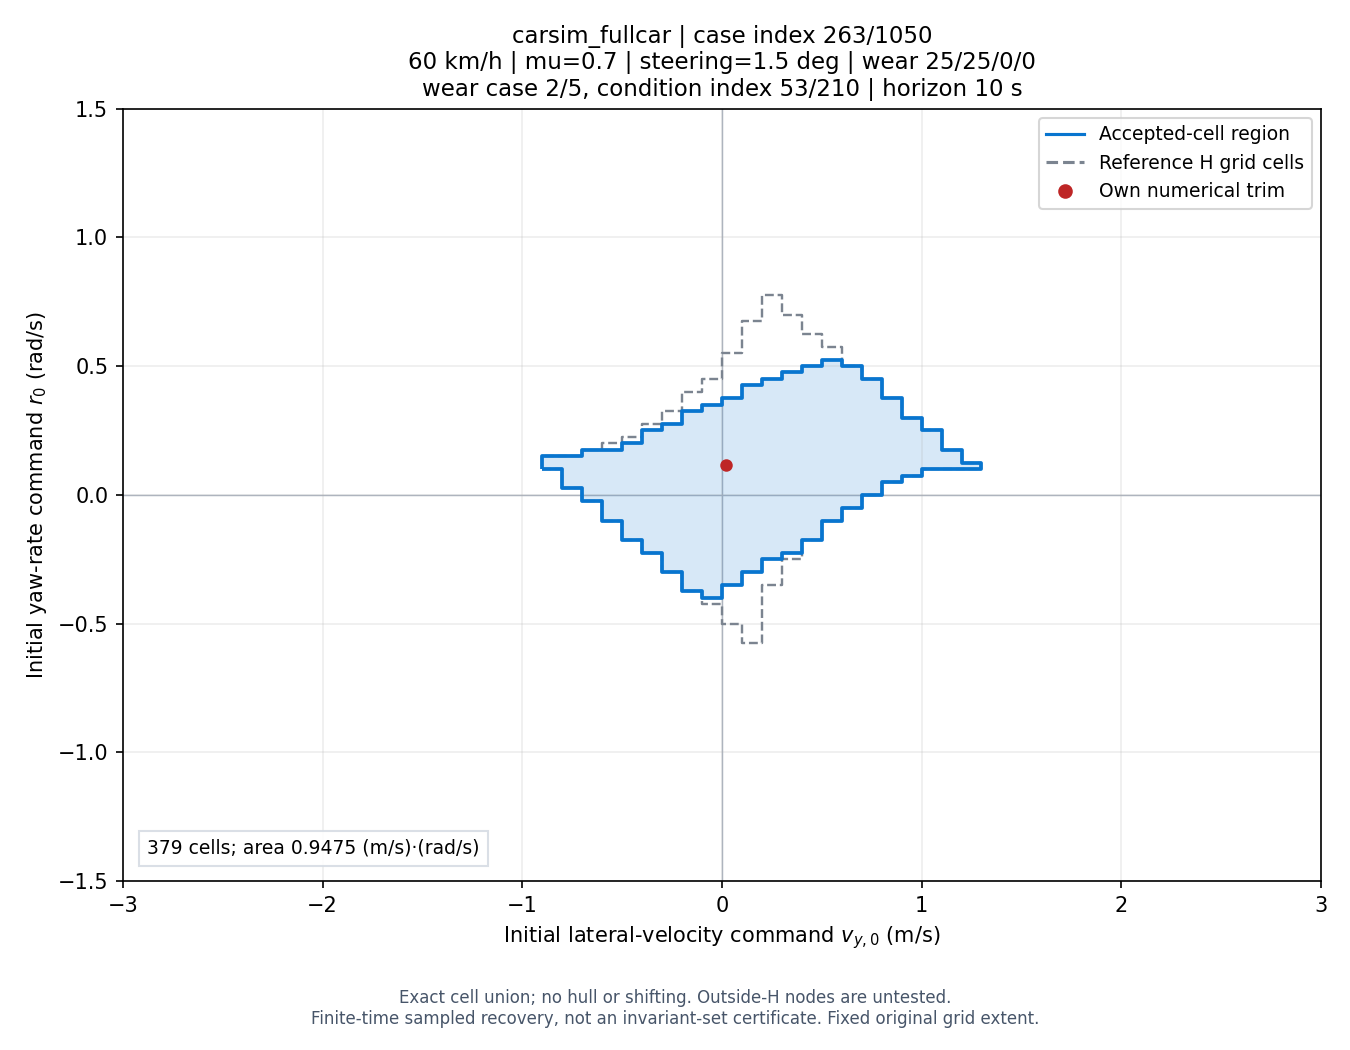 carsim_fullcar | case index 263/1050
60 km/h | mu=0.7 | steering=1.5 deg | wear 25/25/0/0
wear case 2/5, condition index 53/210 | horizon 10 s
Accepted-cell region
Reference H grid cells
Own numerical trim
1.5
1.0
0.5
0.0
−0.5
−1.0
−1.5
Initial yaw-rate command r0 (rad/s)
379 cells; area 0.9475 (m/s)·(rad/s)
−3
−2
−1
0
1
2
3
Initial lateral-velocity command vy,0 (m/s)
Exact cell union; no hull or shifting. Outside-H nodes are untested.
Finite-time sampled recovery, not an invariant-set certificate. Fixed original grid extent.